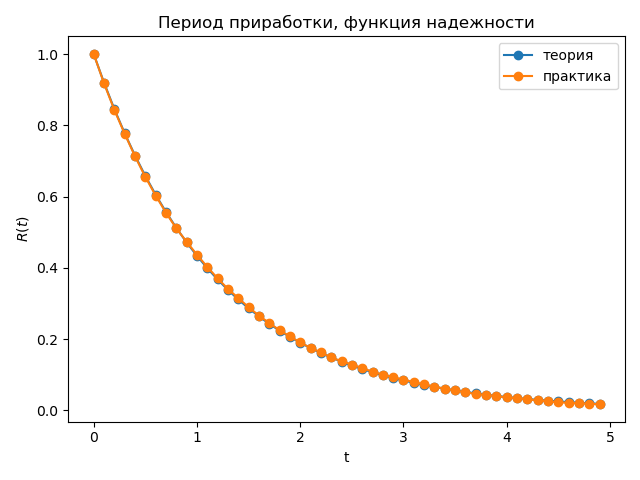 Период приработки, функция надежности
теория
практика
R(t)
1.0
0.8
0.6
0.4
0.2
0.0
0 1 2 3 4 5
t